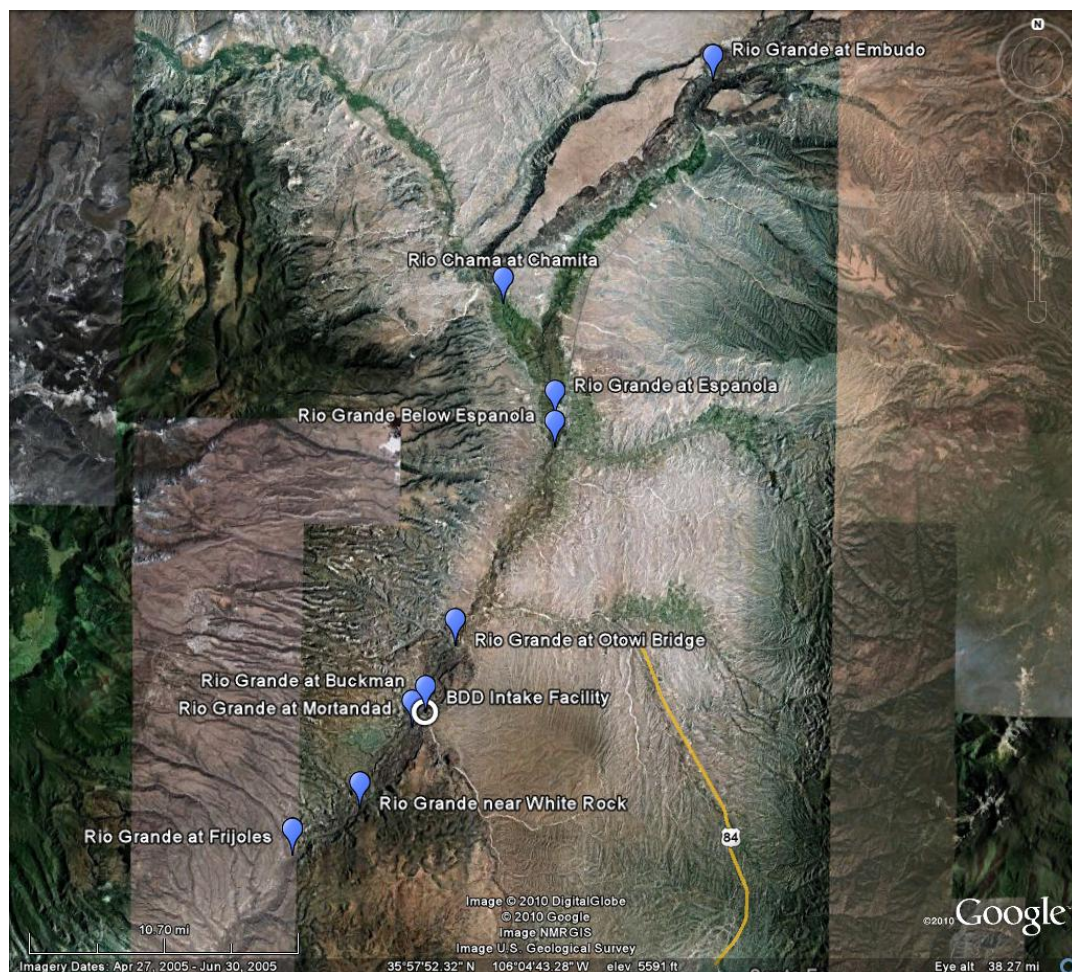 N
Rio Grande at Embudo
Rio Chama at Chamita
Rio Grande at Espanola
Rio Grande Below Espanola
Rio Grande at Otowi Bridge
Rio Grande at Buckman
BDD Intake Facility
Rio Grande at Mortandad
Rio Grande near White Rock
Rio Grande at Frijoles
84
Image © 2010 DigitalGlobe
© 2010 Google
Image NMRGIS
Image U.S. Geological Survey
©2010 Google
10.70 mi
Imagery Dates: Apr 27, 2005 - Jun 30, 2005 35°57'52.32" N 106°04'43.28" W elev 5591 ft Eye alt 38.27 mi